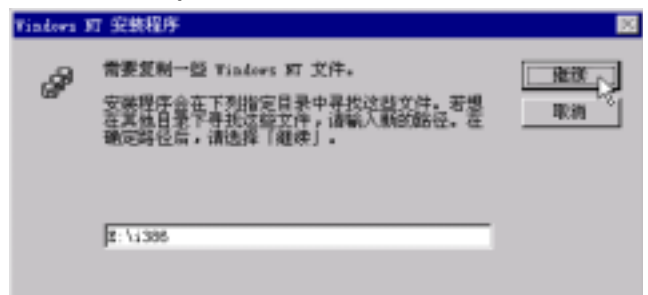 Windows NT 安装程序
需要复制一些 Windows NT 文件。
继续
安装程序会在下列指定目录中寻找这些文件。若想
在其他目录下寻找这些文件，请输入新的路径。在
确定路径后，请选择「继续」。
取消
E:\i386